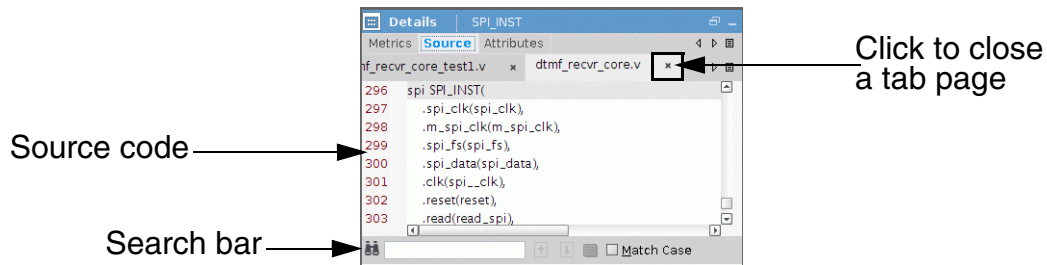 Details SPI_INST
Metrics Source Attributes
nf_recvr_core_test1.v × dtmf_recvr_core.v ×
Click to close
a tab page
296 spi SPI_INST(
297 .spi_clk(spi_clk),
298 .m_spi_clk(m_spi_clk),
299 .spi_fs(spi_fs),
Source code
300 .spi_data(spi_data),
301 .clk(spi__clk),
302 .reset(reset),
303 .read(read_spi),
Search bar
Match Case